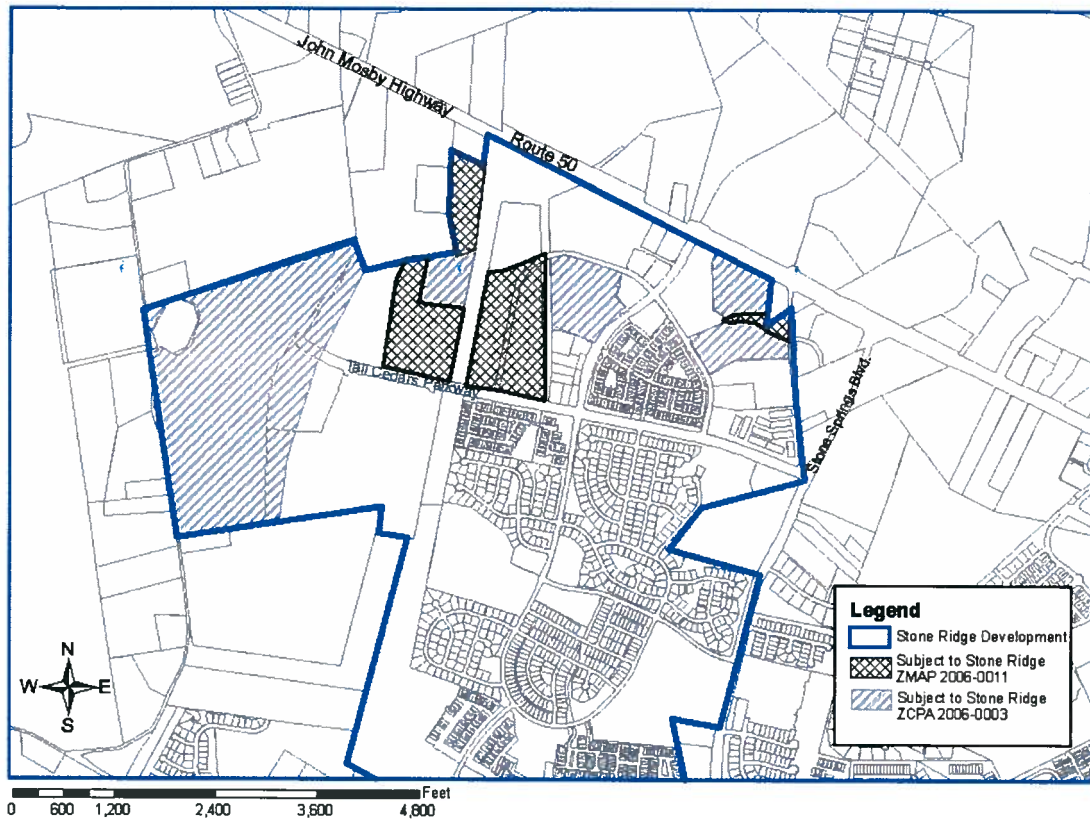 John Mosby Highway
Route 50
Tall Cedars Parkway
Stone Springs Blvd.
N
W E
S
Legend
Stone Ridge Development
Subject to Stone Ridge
ZMAP 2006-0011
Subject to Stone Ridge
ZCPA 2006-0003
Feet
0 600 1,200 2,400 3,600 4,800